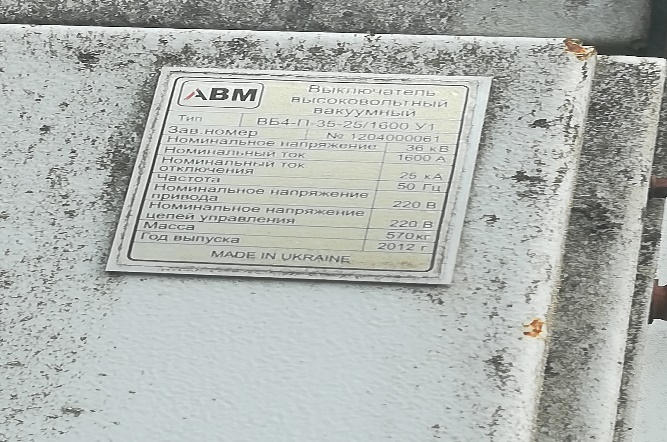 АВМ
Выключатель
высоковольтный
вакуумный
Тип ВБ4-П-35-25/1600 У1
Зав.номер № 1204000061
Номинальное напряжение 36 кВ
Номинальный ток 1600 А
Номинальный ток
отключения 25 кА
Частота 50 Гц
Номинальное напряжение
привода 220 В
Номинальное напряжение
цепей управления 220 В
Масса 570кг
Год выпуска 2012 г
MADE IN UKRAINE